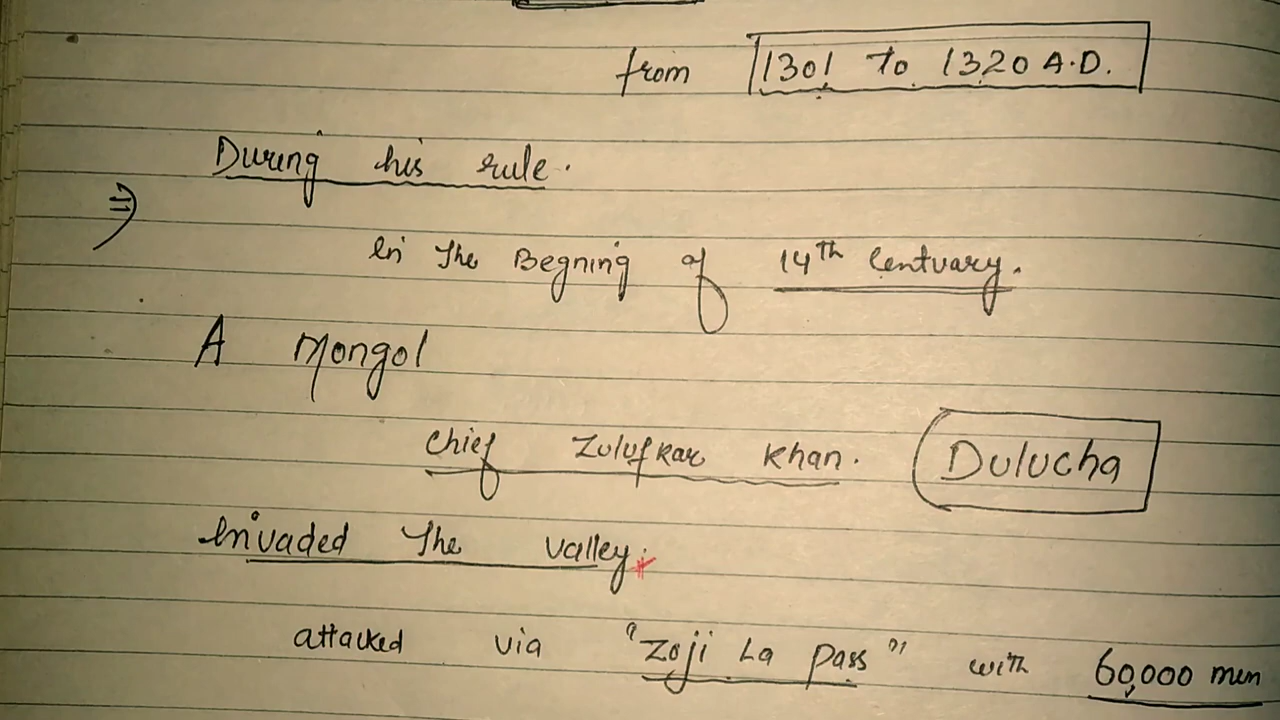 from 1301 to 1320 A.D.
During his rule.
In The Begning of 14th Centuary.
A Mongol
Chief Zulufkar Khan. Dulucha
Invaded The valley.
attacked via "Zoji La Pass" with 60,000 men